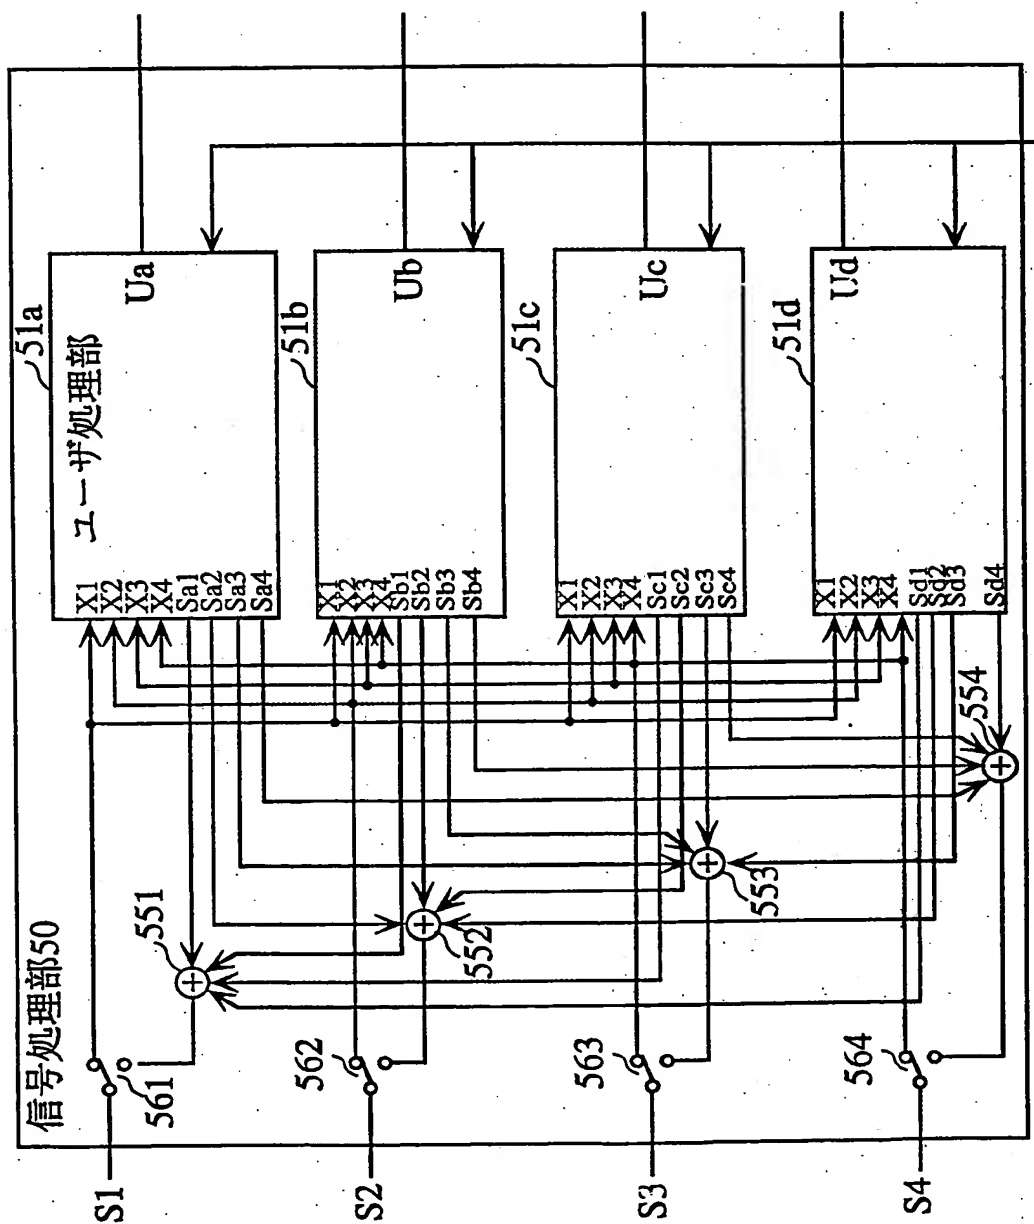 信号処理部50
S1
S2
S3
S4
561
562
563
564
551
552
553
554
51a
ユーザ処理部
X1
X2
X3
X4
Sa1
Sa2
Sa3
Sa4
Ua
51b
X1
X2
X3
X4
Sb1
Sb2
Sb3
Sb4
Ub
51c
X1
X2
X3
X4
Sc1
Sc2
Sc3
Sc4
Uc
51d
X1
X2
X3
X4
Sd1
Sd2
Sd3
Sd4
Ud